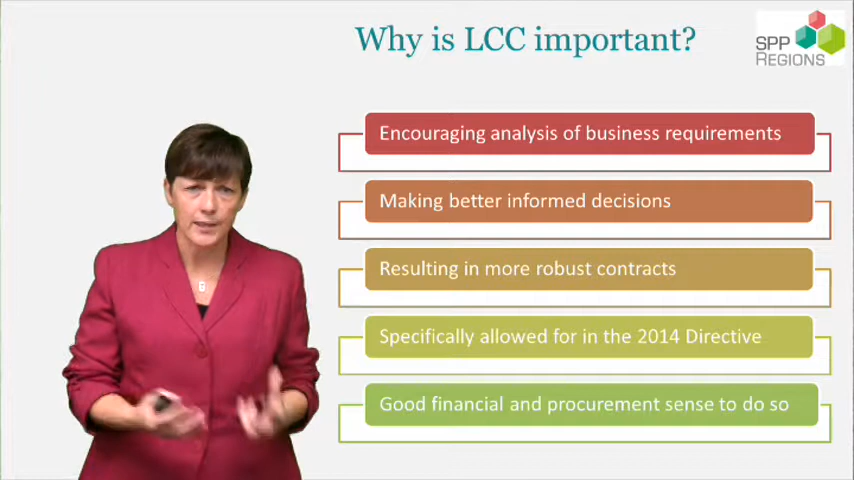 Why is LCC important?
SPP
REGIONS
Encouraging analysis of business requirements
Making better informed decisions
Resulting in more robust contracts
Specifically allowed for in the 2014 Directive
Good financial and procurement sense to do so